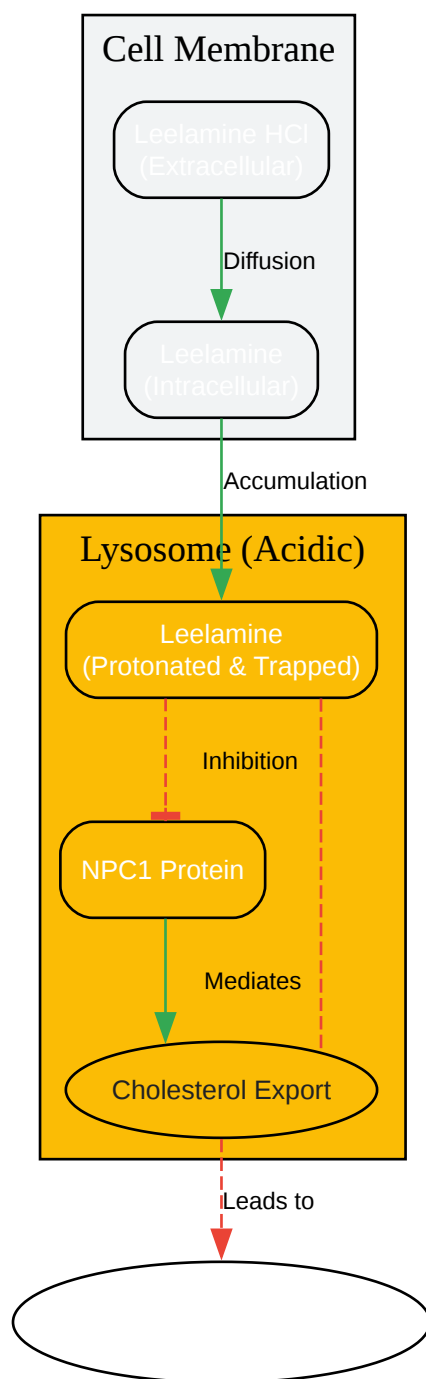 Cell Membrane
Leelamine HCl
(Extracellular)
Diffusion
Leelamine
(Intracellular)
Accumulation
Lysosome (Acidic)
Leelamine
(Protonated & Trapped)
Inhibition
NPC1 Protein
Mediates
Cholesterol Export
Leads to